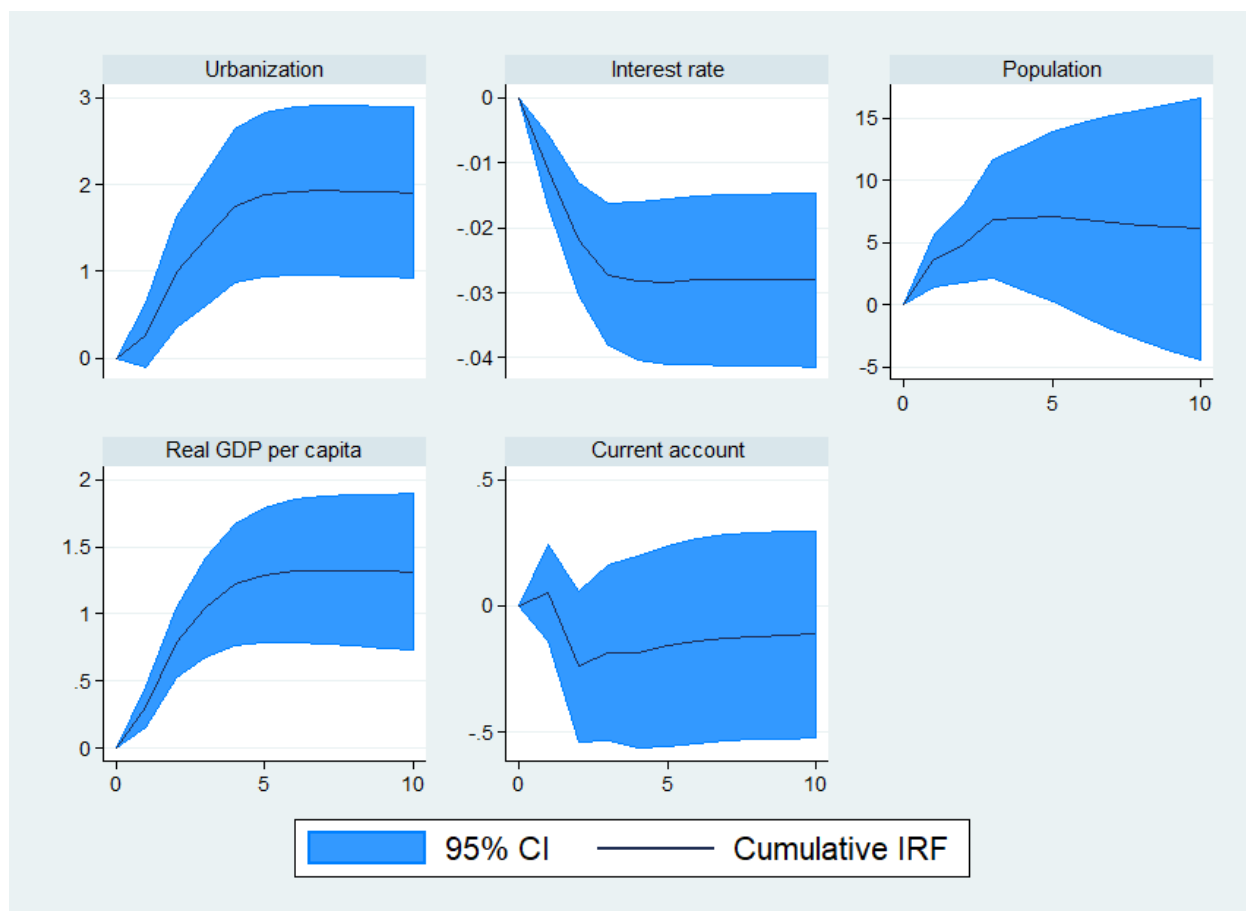 Urbanization
3
2
1
0
Interest rate
0
-.01
-.02
-.03
-.04
Population
15
10
5
0
-5
0 5 10
Real GDP per capita
2
1.5
1
.5
0
0 5 10
Current account
.5
0
-.5
0 5 10
95% CI Cumulative IRF